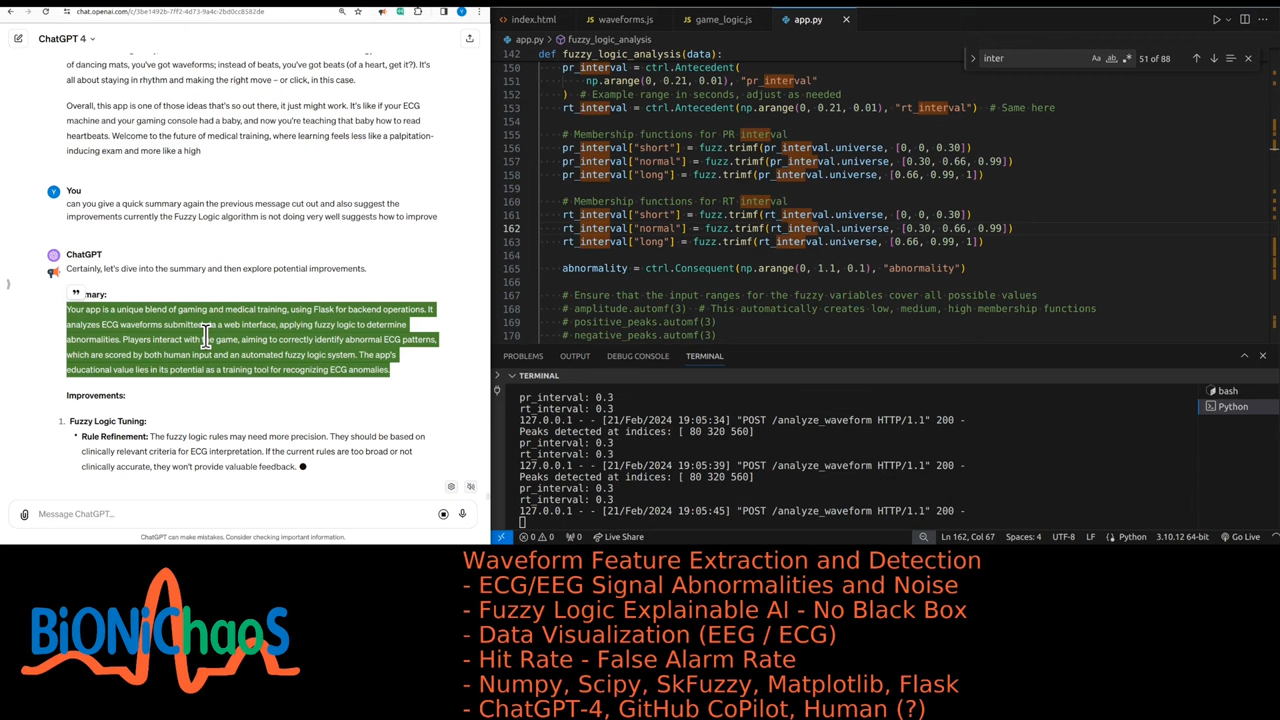 chat.openai.com/c/3be1492b-7ff2-4d73-9a4c-2bd0cc8582de
ChatGPT 4
of dancing mats, you've got waveforms; instead of beats, you've got beats (of a heart, get it?). It's
all about staying in rhythm and making the right move – or click, in this case.
Overall, this app is one of those ideas that's so out there, it just might work. It's like if your ECG
machine and your gaming console had a baby, and now you're teaching that baby how to read
heartbeats. Welcome to the future of medical training, where learning feels less like a palpitation-
inducing exam and more like a high
You
can you give a quick summary again the previous message cut out and also suggest the
improvements currently the Fuzzy Logic algorithm is not doing very well suggests how to improve
ChatGPT
Certainly, let's dive into the summary and then explore potential improvements.
mary:
Your app is a unique blend of gaming and medical training, using Flask for backend operations. It
analyzes ECG waveforms submitted via a web interface, applying fuzzy logic to determine
abnormalities. Players interact with the game, aiming to correctly identify abnormal ECG patterns,
which are scored by both human input and an automated fuzzy logic system. The app's
educational value lies in its potential as a training tool for recognizing ECG anomalies.
Improvements:
1. Fuzzy Logic Tuning:
• Rule Refinement: The fuzzy logic rules may need more precision. They should be based on
clinically relevant criteria for ECG interpretation. If the current rules are too broad or not
clinically accurate, they won't provide valuable feedback.
Message ChatGPT...
ChatGPT can make mistakes. Consider checking important information.
index.html JS waveforms.js JS game_logic.js app.py
app.py > fuzzy_logic_analysis
inter Aa ab 51 of 88
142 def fuzzy_logic_analysis(data):
150 pr_interval = ctrl.Antecedent(
151 np.arange(0, 0.21, 0.01), "pr_interval"
152 ) # Example range in seconds, adjust as needed
153 rt_interval = ctrl.Antecedent(np.arange(0, 0.21, 0.01), "rt_interval") # Same here
154
155 # Membership functions for PR interval
156 pr_interval["short"] = fuzz.trimf(pr_interval.universe, [0, 0, 0.30])
157 pr_interval["normal"] = fuzz.trimf(pr_interval.universe, [0.30, 0.66, 0.99])
158 pr_interval["long"] = fuzz.trimf(pr_interval.universe, [0.66, 0.99, 1])
159
160 # Membership functions for RT interval
161 rt_interval["short"] = fuzz.trimf(rt_interval.universe, [0, 0, 0.30])
162 rt_interval["normal"] = fuzz.trimf(rt_interval.universe, [0.30, 0.66, 0.99])
163 rt_interval["long"] = fuzz.trimf(rt_interval.universe, [0.66, 0.99, 1])
165 abnormality = ctrl.Consequent(np.arange(0, 1.1, 0.1), "abnormality")
166
167 # Ensure that the input ranges for the fuzzy variables cover all possible values
168 # amplitude.automf(3) # This automatically creates low, medium, high membership functions
169 # positive_peaks.automf(3)
170 # negative_peaks.automf(3)
PROBLEMS OUTPUT DEBUG CONSOLE TERMINAL
TERMINAL
bash
Python
pr_interval: 0.3
rt_interval: 0.3
127.0.0.1 - - [21/Feb/2024 19:05:34] "POST /analyze_waveform HTTP/1.1" 200 -
Peaks detected at indices: [ 80 320 560]
pr_interval: 0.3
rt_interval: 0.3
127.0.0.1 - - [21/Feb/2024 19:05:39] "POST /analyze_waveform HTTP/1.1" 200 -
Peaks detected at indices: [ 80 320 560]
pr_interval: 0.3
rt_interval: 0.3
127.0.0.1 - - [21/Feb/2024 19:05:45] "POST /analyze_waveform HTTP/1.1" 200 -
0 0 0 Live Share Ln 162, Col 67 Spaces: 4 UTF-8 LF Python 3.10.12 64-bit Go Live
BiONiChaoS
Waveform Feature Extraction and Detection
- ECG/EEG Signal Abnormalities and Noise
- Fuzzy Logic Explainable AI - No Black Box
- Data Visualization (EEG / ECG)
- Hit Rate - False Alarm Rate
- Numpy, Scipy, SkFuzzy, Matplotlib, Flask
- ChatGPT-4, GitHub CoPilot, Human (?)